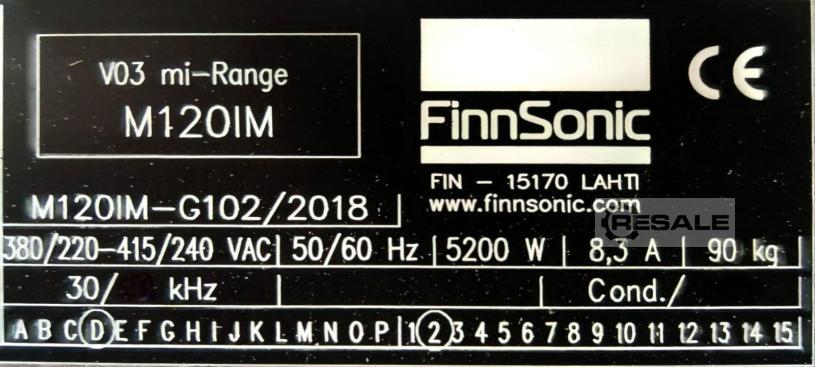 V03 mi-Range
M120IM
FinnSonic
CE
FIN - 15170 LAHTI
www.finnsonic.com
M120IM-G102/2018
RESALE
380/220-415/240 VAC | 50/60 Hz | 5200 W | 8,3 A | 90 kg
30/ kHz | | Cond./
A B C D E F G H I J K L M N O P | 1 2 3 4 5 6 7 8 9 10 11 12 13 14 15